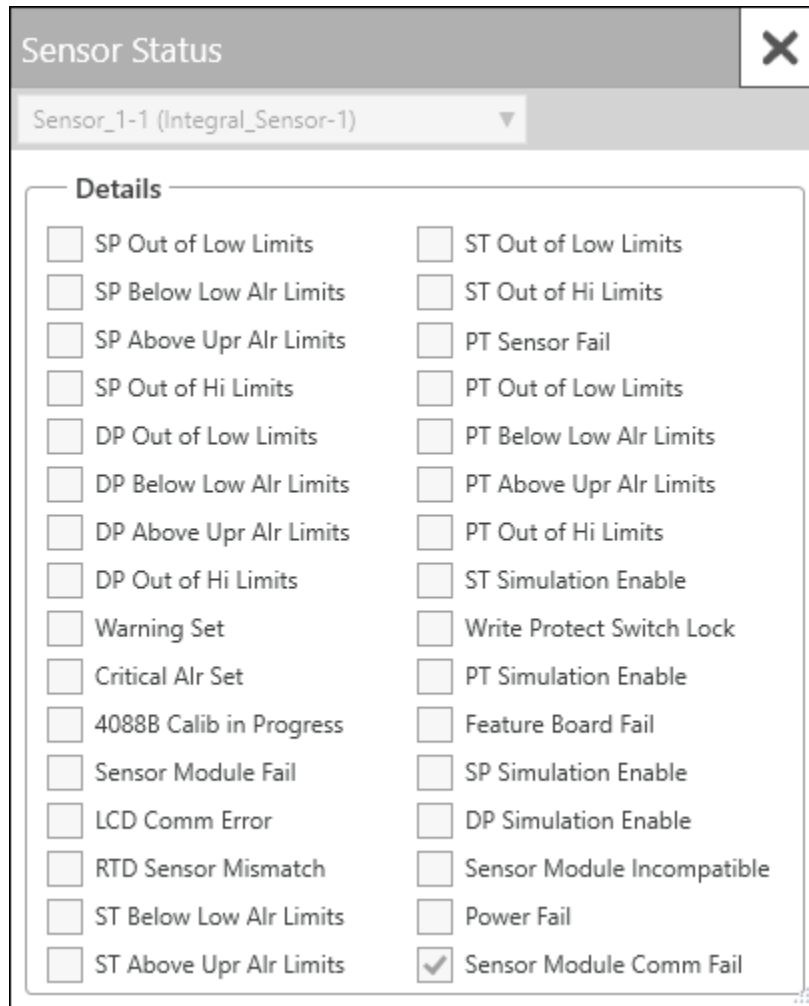 Sensor Status
Sensor_1-1 (Integral_Sensor-1)
Details
SP Out of Low Limits
SP Below Low Alr Limits
SP Above Upr Alr Limits
SP Out of Hi Limits
DP Out of Low Limits
DP Below Low Alr Limits
DP Above Upr Alr Limits
DP Out of Hi Limits
Warning Set
Critical Alr Set
4088B Calib in Progress
Sensor Module Fail
LCD Comm Error
RTD Sensor Mismatch
ST Below Low Alr Limits
ST Above Upr Alr Limits
ST Out of Low Limits
ST Out of Hi Limits
PT Sensor Fail
PT Out of Low Limits
PT Below Low Alr Limits
PT Above Upr Alr Limits
PT Out of Hi Limits
ST Simulation Enable
Write Protect Switch Lock
PT Simulation Enable
Feature Board Fail
SP Simulation Enable
DP Simulation Enable
Sensor Module Incompatible
Power Fail
Sensor Module Comm Fail